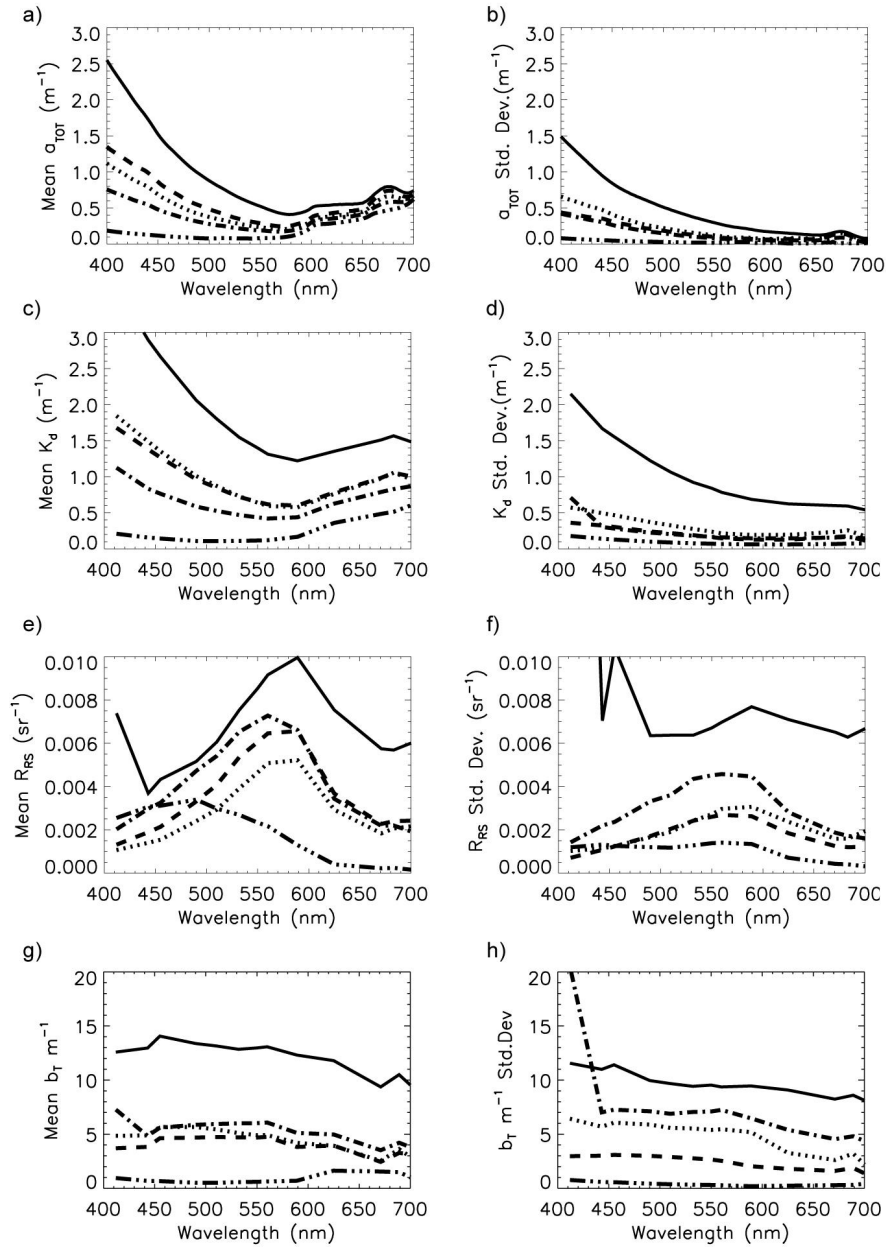 a)
Mean a_TOT (m⁻¹)
3.0
2.5
2.0
1.5
1.0
0.5
0.0
400 450 500 550 600 650 700
Wavelength (nm)
b)
a_TOT Std. Dev.(m⁻¹)
3.0
2.5
2.0
1.5
1.0
0.5
0.0
400 450 500 550 600 650 700
Wavelength (nm)
c)
Mean K_d (m⁻¹)
3.0
2.5
2.0
1.5
1.0
0.5
0.0
400 450 500 550 600 650 700
Wavelength (nm)
d)
K_d Std. Dev.(m⁻¹)
3.0
2.5
2.0
1.5
1.0
0.5
0.0
400 450 500 550 600 650 700
Wavelength (nm)
e)
Mean R_RS (sr⁻¹)
0.010
0.008
0.006
0.004
0.002
0.000
400 450 500 550 600 650 700
Wavelength (nm)
f)
R_RS Std. Dev. (sr⁻¹)
0.010
0.008
0.006
0.004
0.002
0.000
400 450 500 550 600 650 700
Wavelength (nm)
g)
Mean b_T m⁻¹
20
15
10
5
0
400 450 500 550 600 650 700
Wavelength (nm)
h)
b_T m⁻¹ Std.Dev
20
15
10
5
0
400 450 500 550 600 650 700
Wavelength (nm)